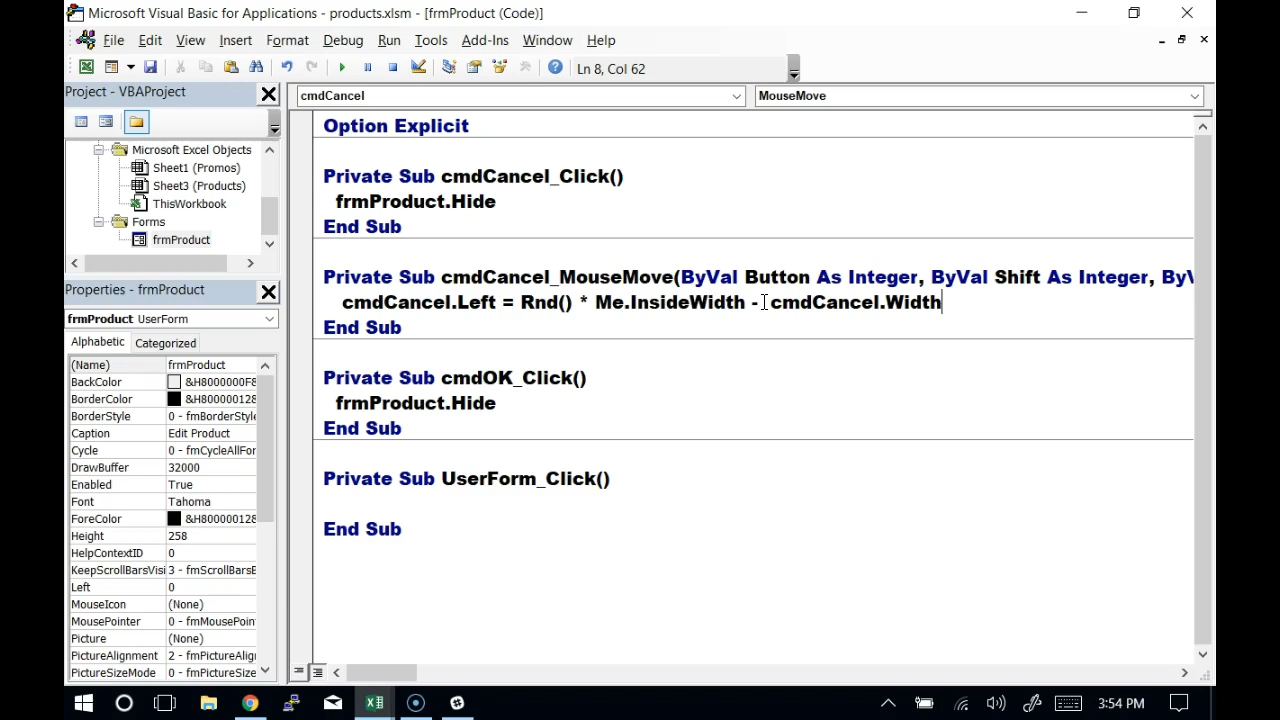 Microsoft Visual Basic for Applications - products.xlsm - [frmProduct (Code)]
File Edit View Insert Format Debug Run Tools Add-Ins Window Help
Ln 8, Col 62
Project - VBAProject
cmdCancel
MouseMove
Microsoft Excel Objects
Sheet1 (Promos)
Sheet3 (Products)
ThisWorkbook
Forms
frmProduct
Properties - frmProduct
frmProduct UserForm
Alphabetic Categorized
(Name) frmProduct
BackColor &H8000000F&
BorderColor &H80000012&
BorderStyle 0 - fmBorderStyle
Caption Edit Product
Cycle 0 - fmCycleAllFor
DrawBuffer 32000
Enabled True
Font Tahoma
ForeColor &H80000012&
Height 258
HelpContextID 0
KeepScrollBarsVisi 3 - fmScrollBarsB
Left 0
MouseIcon (None)
MousePointer 0 - fmMousePoin
Picture (None)
PictureAlignment 2 - fmPictureAlig
PictureSizeMode 0 - fmPictureSize
Option Explicit
Private Sub cmdCancel_Click()
frmProduct.Hide
End Sub
Private Sub cmdCancel_MouseMove(ByVal Button As Integer, ByVal Shift As Integer, ByV
cmdCancel.Left = Rnd() * Me.InsideWidth - cmdCancel.Width
End Sub
Private Sub cmdOK_Click()
frmProduct.Hide
End Sub
Private Sub UserForm_Click()
End Sub
3:54 PM